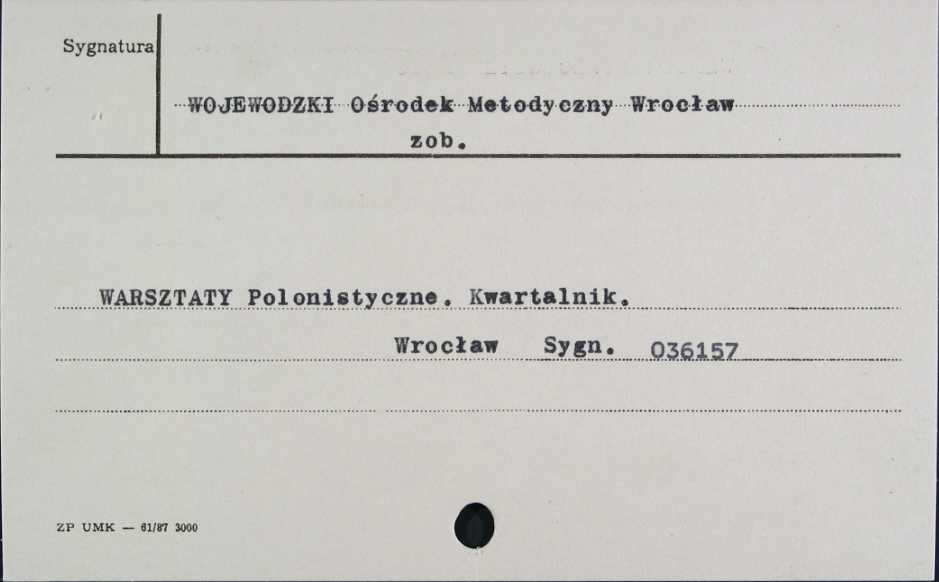 Sygnatura
WOJEWODZKI Ośrodek Metodyczny Wrocław
zob.
WARSZTATY Polonistyczne. Kwartalnik.
Wrocław Sygn. 036157
ZP UMK — 61/87 3000